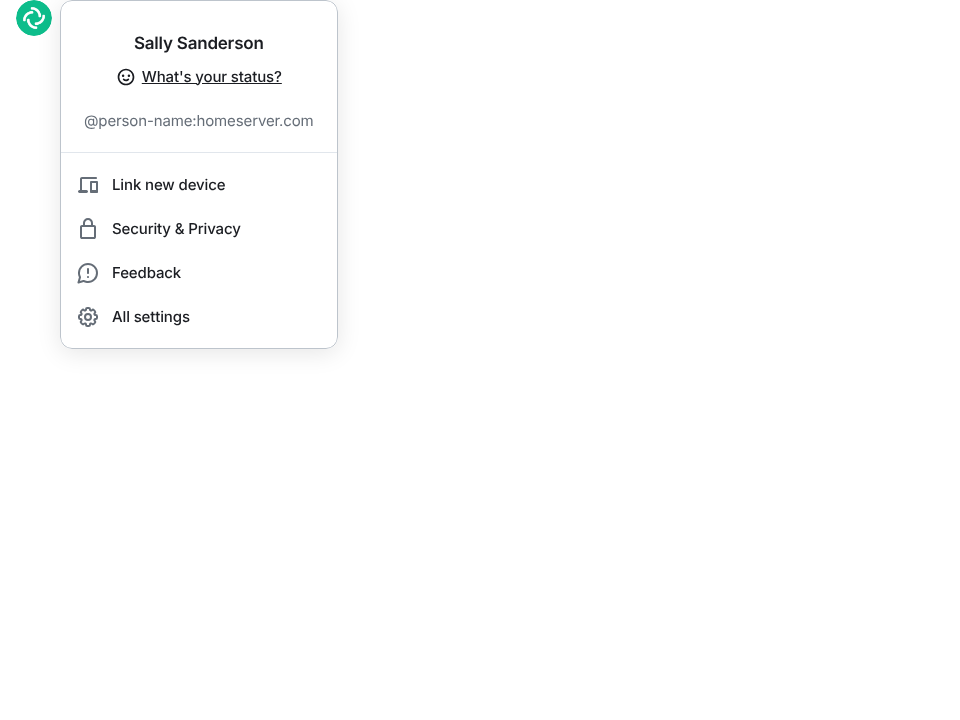 Sally Sanderson
What's your status?
@person-name:homeserver.com
Link new device
Security & Privacy
Feedback
All settings